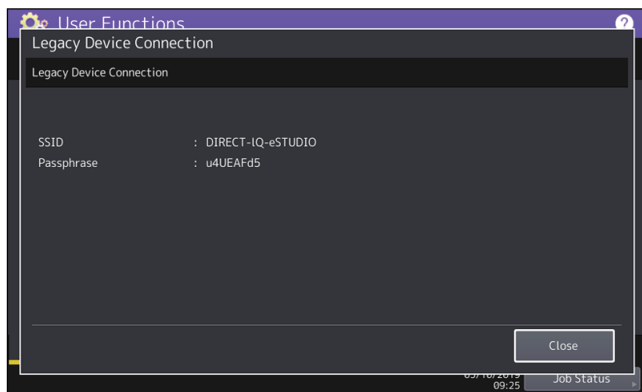 User Functions
?
Legacy Device Connection
Legacy Device Connection
SSID : DIRECT-lQ-eSTUDIO
Passphrase : u4UEAFd5
Close
09:25
Job Status